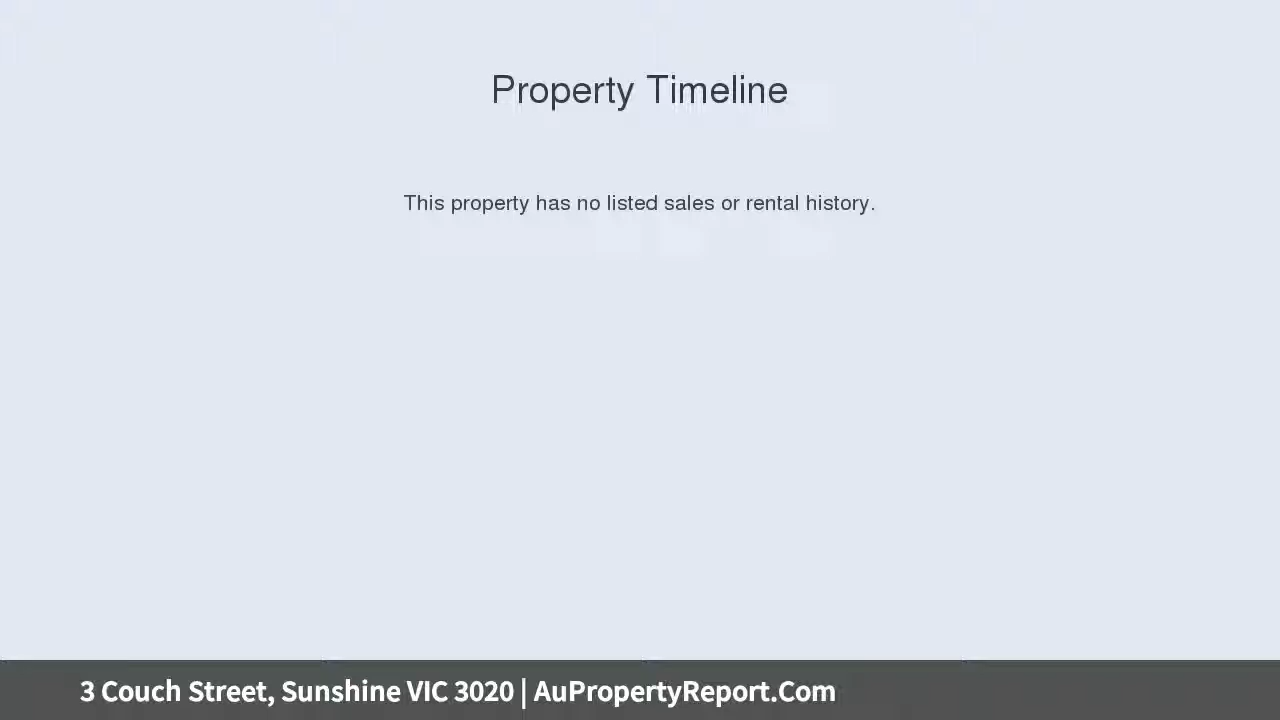 Property Timeline
This property has no listed sales or rental history.
3 Couch Street, Sunshine VIC 3020 | AuPropertyReport.Com